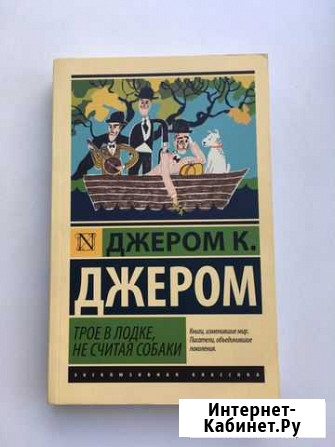 ДЖЕРОМ К.
ДЖЕРОМ
ТРОЕ В ЛОДКЕ,
НЕ СЧИТАЯ СОБАКИ
Книги, изменившие мир.
Писатели, объединившие
поколения.
ЭКСКЛЮЗИВНАЯ КЛАССИКА
Интернет-
Кабинет.Ру